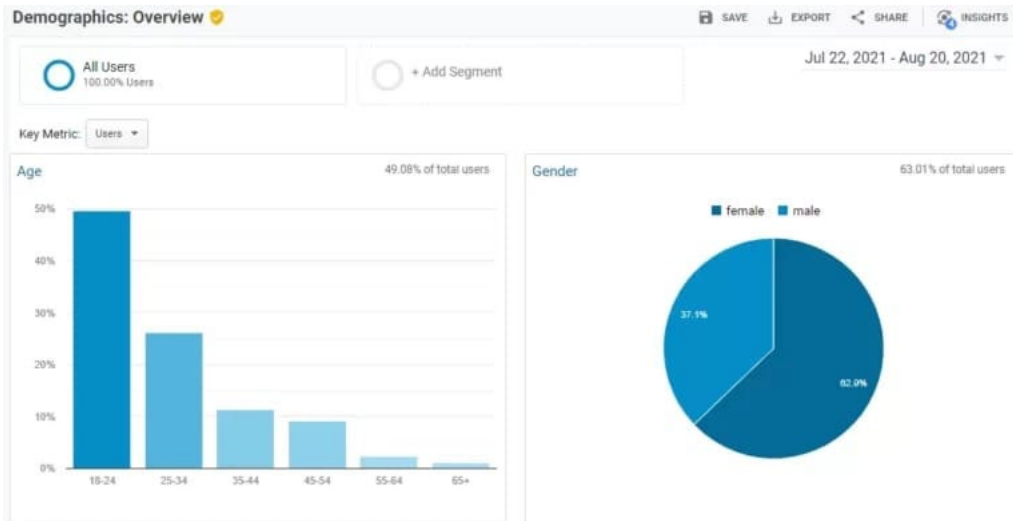 Demographics: Overview
SAVE EXPORT SHARE INSIGHTS
All Users
100.00% Users
+ Add Segment
Jul 22, 2021 - Aug 20, 2021
Key Metric: Users
Age
49.08% of total users
50%
40%
30%
20%
10%
0%
18-24 25-34 35-44 45-54 55-64 65+
Gender
63.01% of total users
female male
37.1%
62.9%